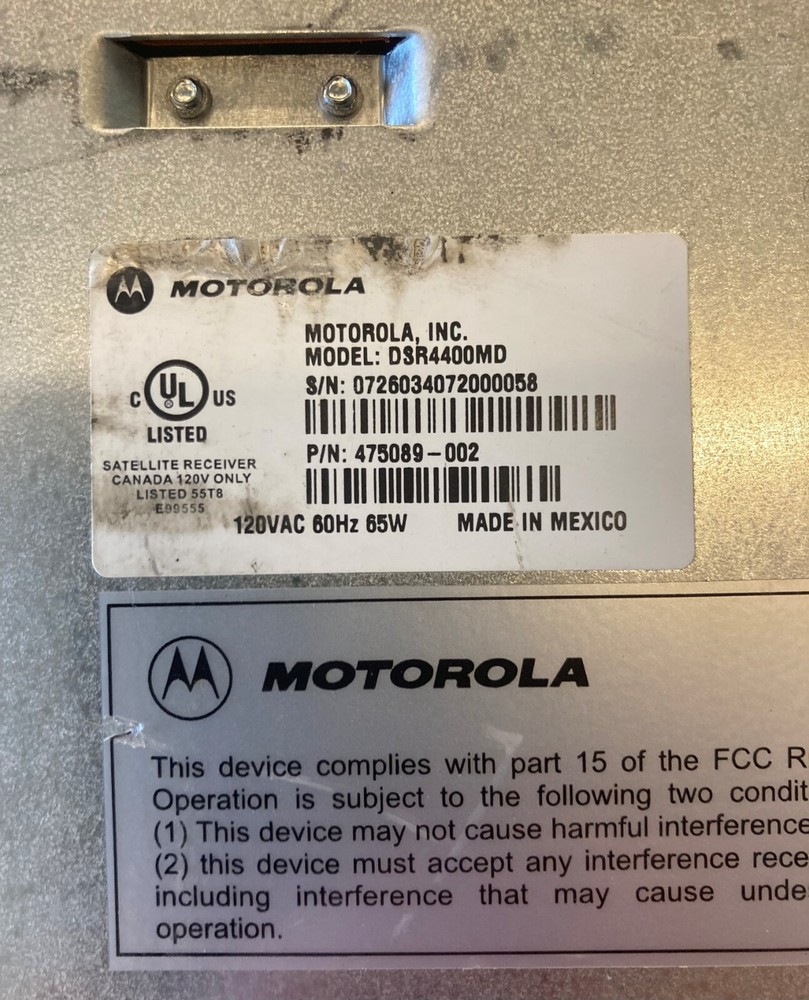 MOTOROLA
MOTOROLA, INC.
MODEL: DSR4400MD
S/N: 0726034072000058
P/N: 475089-002
C UL US
LISTED
SATELLITE RECEIVER
CANADA 120V ONLY
LISTED 55T8
E99555
120VAC 60Hz 65W MADE IN MEXICO
MOTOROLA
This device complies with part 15 of the FCC R
Operation is subject to the following two condit
(1) This device may not cause harmful interference
(2) this device must accept any interference rece
including interference that may cause unde
operation.